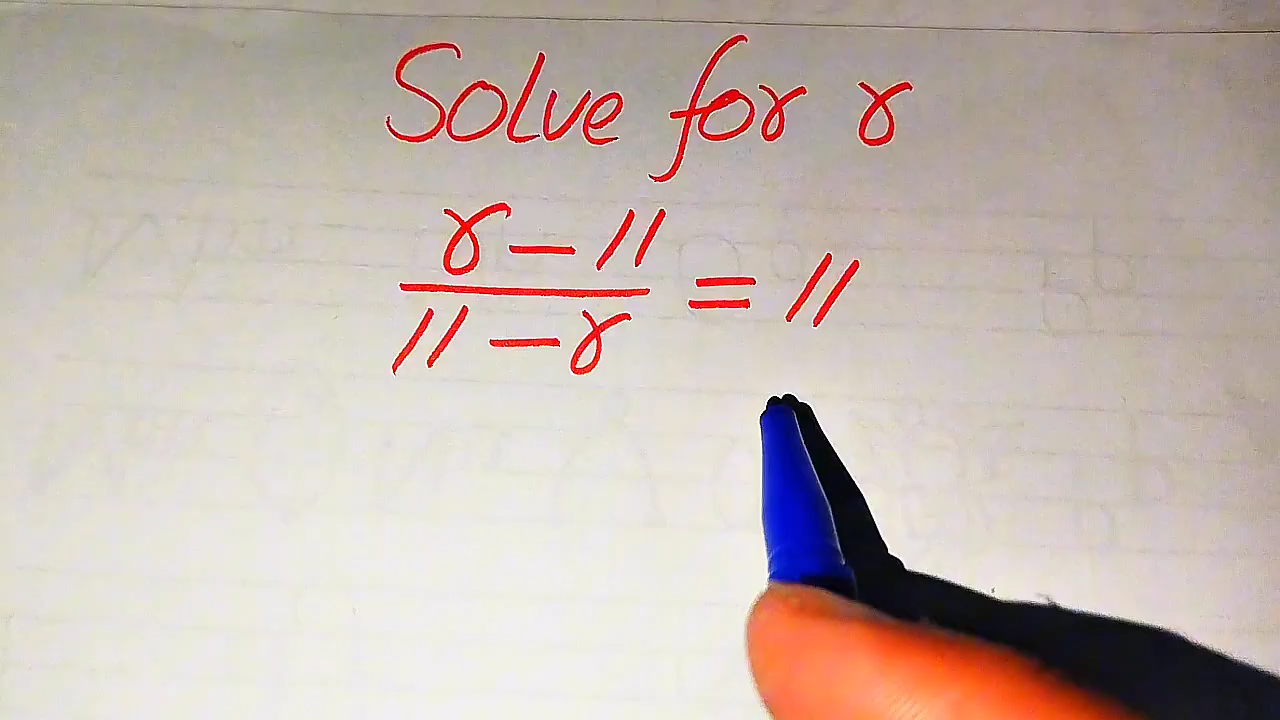 Solve for r
r - 11
11 - r
= 11